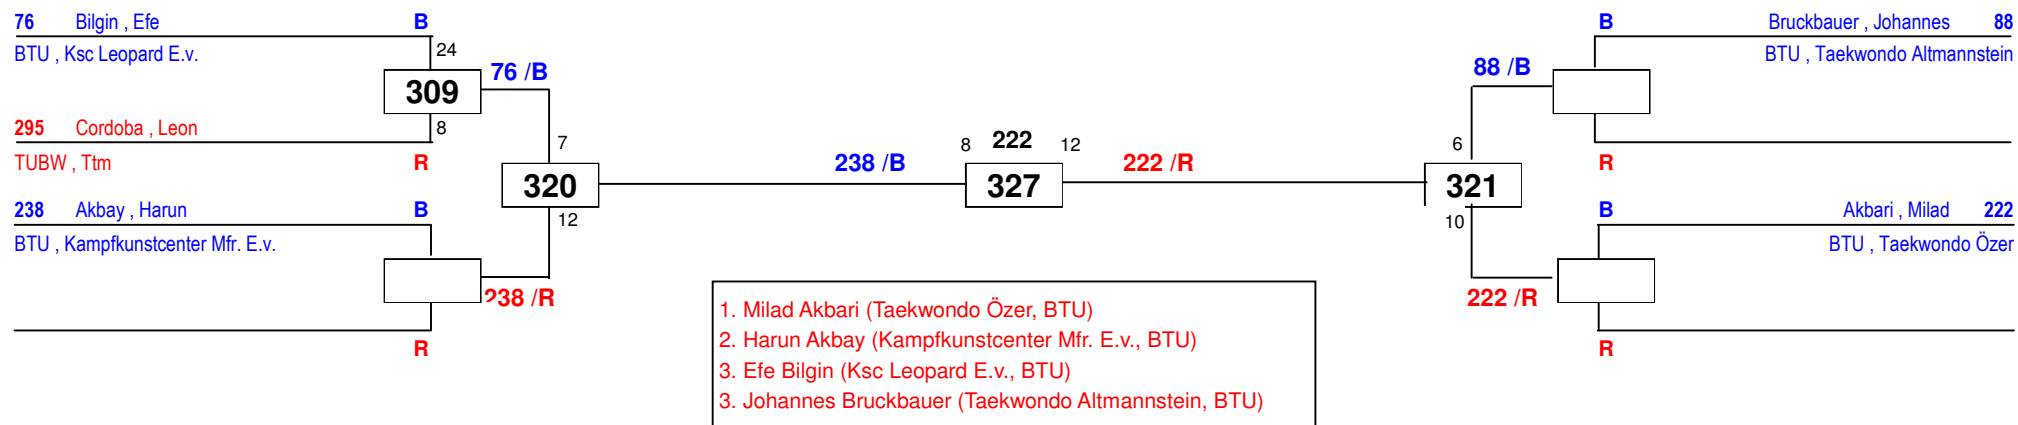 76 Bilgin , Efe B
BTU , Ksc Leopard E.v.
24
309
76 /B
8
295 Cordoba , Leon
TUBW , Ttm R
7
320
12
238 Akbay , Harun B
BTU , Kampfkunstcenter Mfr. E.v.
238 /R
R
238 /B
8 222 12
327
222 /R
B Bruckbauer , Johannes 88
BTU , Taekwondo Altmannstein
88 /B
R
6
321
10
B Akbari , Milad 222
BTU , Taekwondo Özer
222 /R
R
1. Milad Akbari (Taekwondo Özer, BTU)
2. Harun Akbay (Kampfkunstcenter Mfr. E.v., BTU)
3. Efe Bilgin (Ksc Leopard E.v., BTU)
3. Johannes Bruckbauer (Taekwondo Altmannstein, BTU)